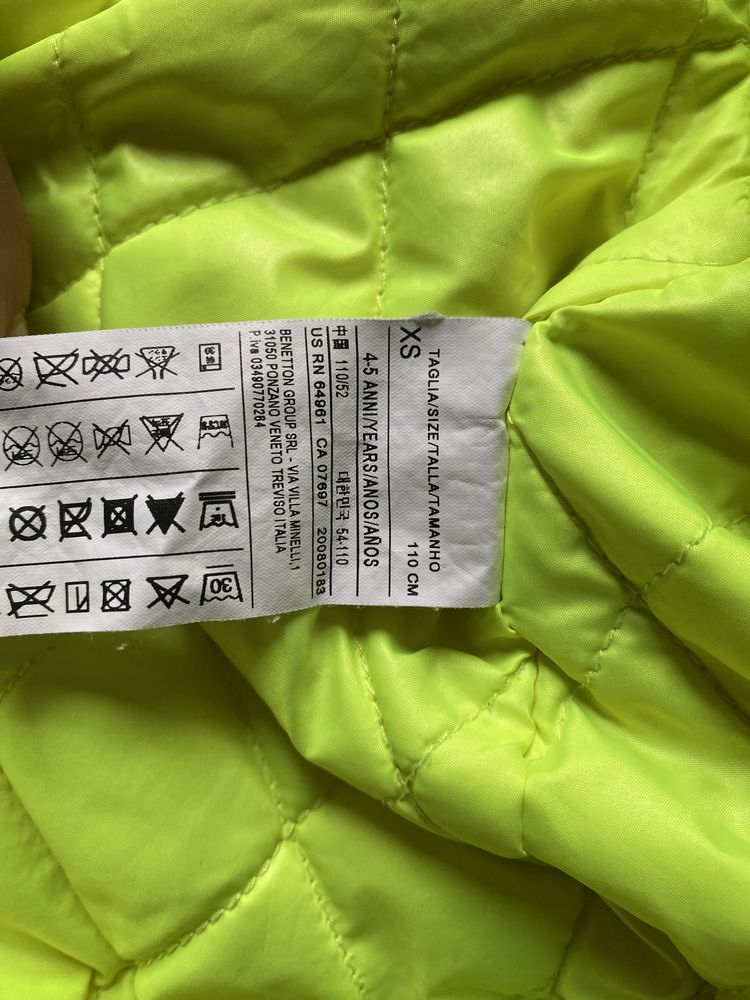 TAGLIA/SIZE/TALLA/TAMANHO
XS 110 CM
4-5 ANNI/YEARS/ANOS/AÑOS
中国 110/52 대한민국 54-110
US RN 64961 CA 07697 20080183
BENETTON GROUP SRL - VIA VILLA MINELLI,1
31050 PONZANO VENETO TREVISO ITALIA
P.iva 03490770264
30